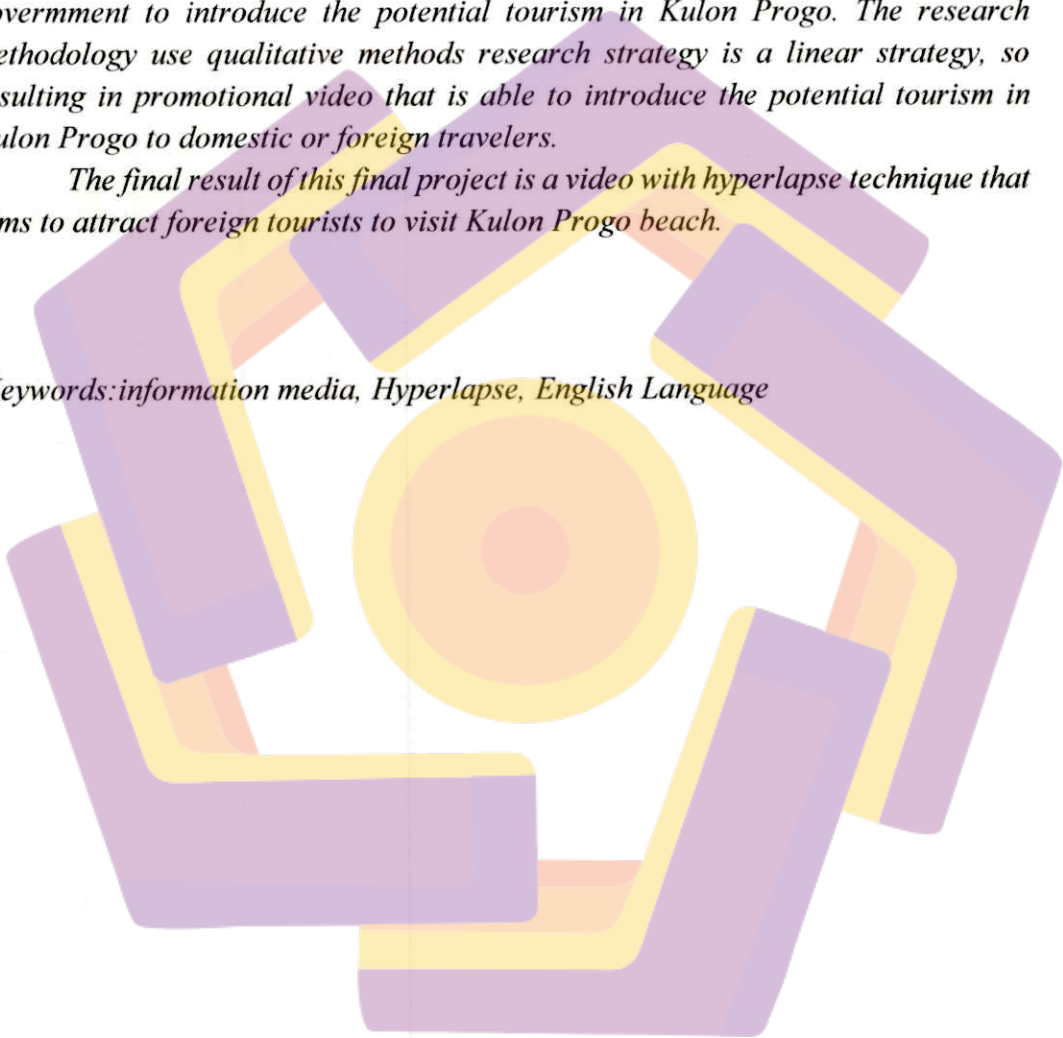 overmment to introduce the potential tourism in Kulon Progo. The research
ethodology use qualitative methods research strategy is a linear strategy, so
sulting in promotional video that is able to introduce the potential tourism in
ulon Progo to domestic or foreign travelers.
The final result of this final project is a video with hyperlapse technique that
ms to attract foreign tourists to visit Kulon Progo beach.
eywords:information media, Hyperlapse, English Language